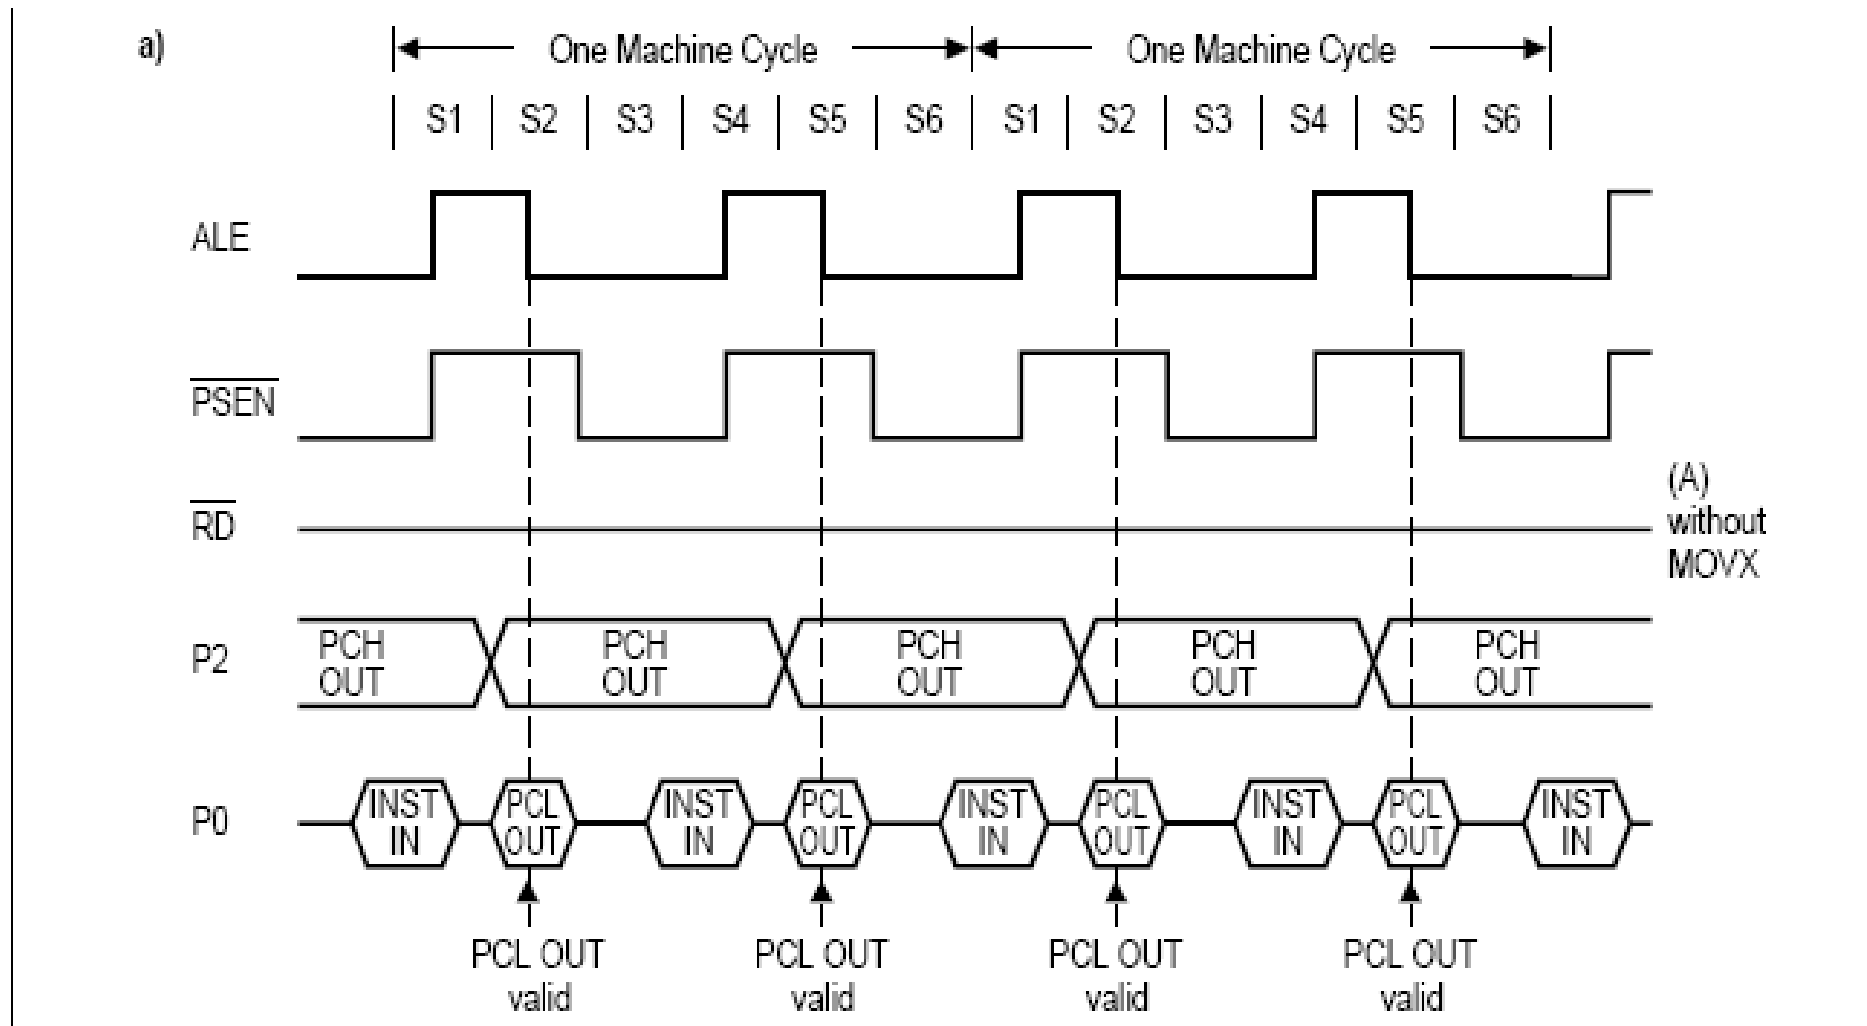 a)
One Machine Cycle One Machine Cycle
S1 S2 S3 S4 S5 S6 S1 S2 S3 S4 S5 S6
ALE
PSEN
(A)
RD
without
MOVX
P2
PCH PCH PCH PCH PCH
OUT OUT OUT OUT OUT
P0
INST PCL INST PCL INST PCL INST PCL INST
IN OUT IN OUT IN OUT IN OUT IN
PCL OUT PCL OUT PCL OUT PCL OUT
valid valid valid valid